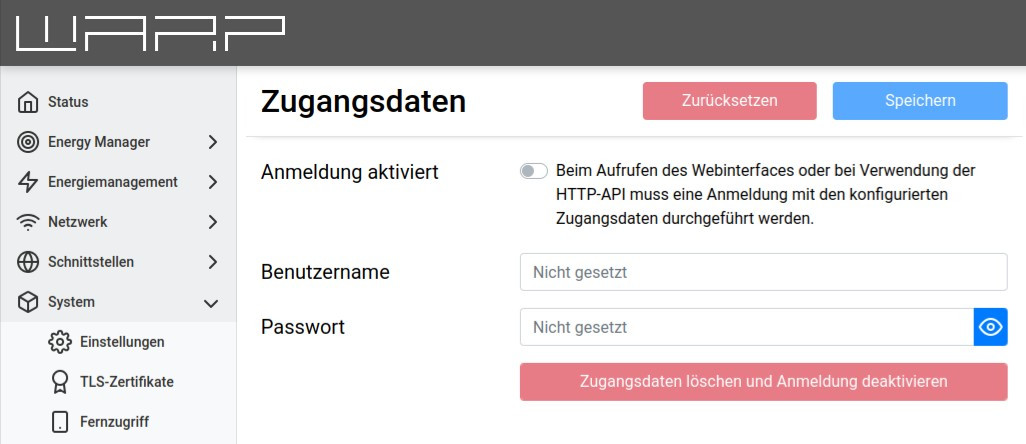 WARP
Status
Energy Manager
Energiemanagement
Netzwerk
Schnittstellen
System
Einstellungen
TLS-Zertifikate
Fernzugriff
Zugangsdaten
Zurücksetzen
Speichern
Anmeldung aktiviert
Beim Aufrufen des Webinterfaces oder bei Verwendung der
HTTP-API muss eine Anmeldung mit den konfigurierten
Zugangsdaten durchgeführt werden.
Benutzername
Nicht gesetzt
Passwort
Nicht gesetzt
Zugangsdaten löschen und Anmeldung deaktivieren